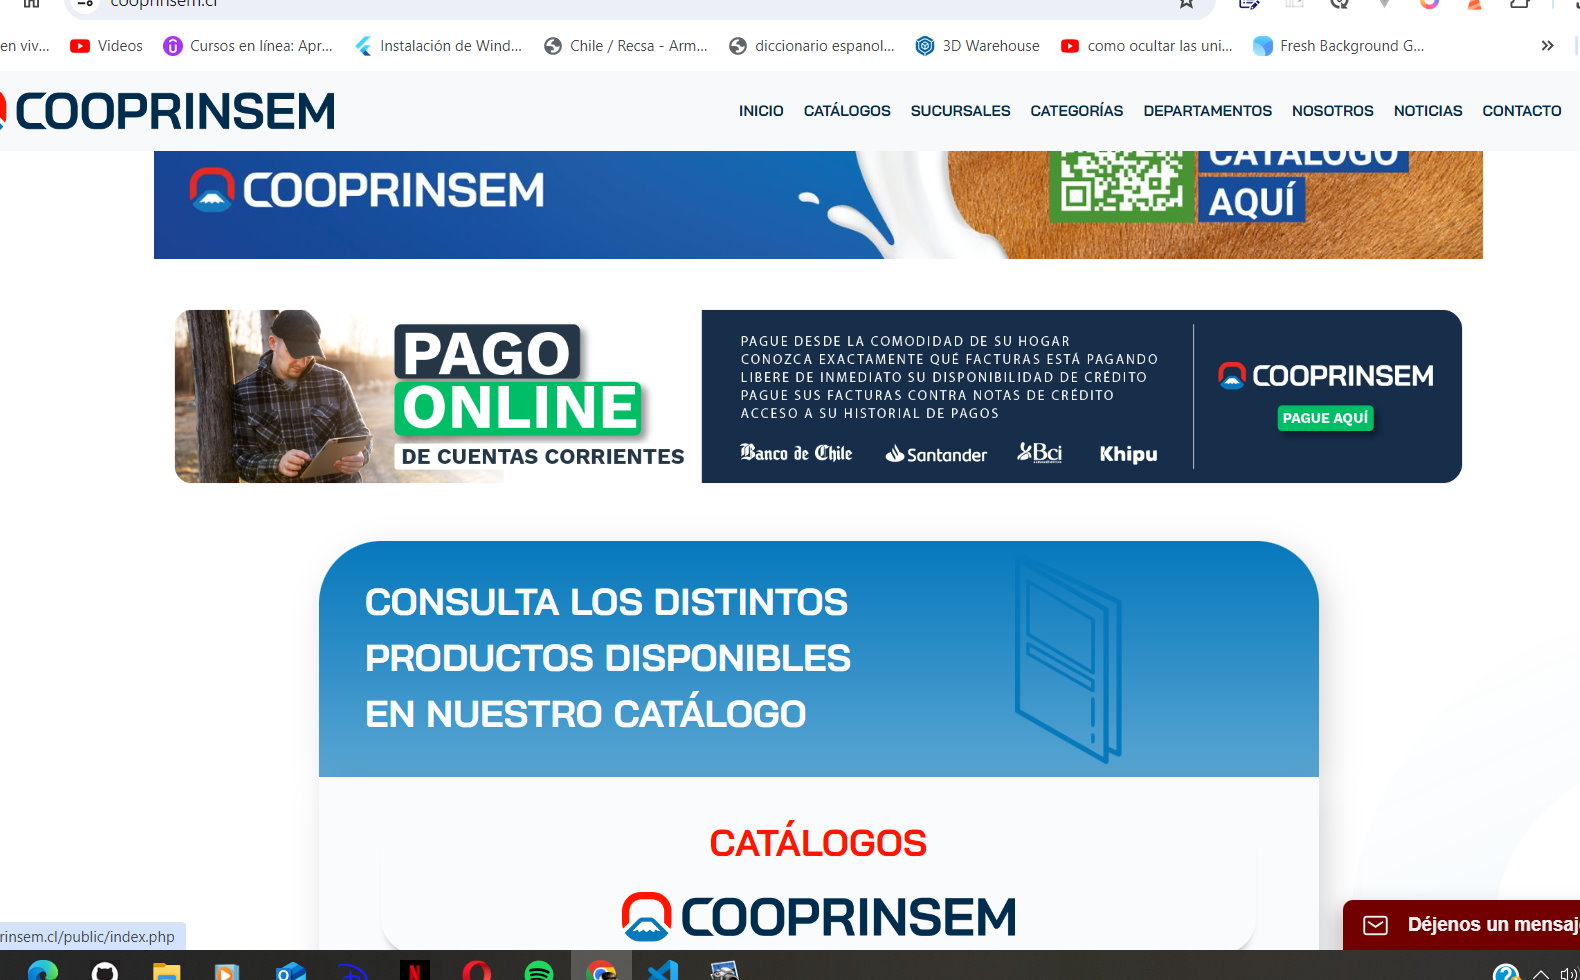 cooprinsem.cl
en viv...
Videos
Cursos en línea: Apr...
Instalación de Wind...
Chile / Recsa - Arm...
diccionario espanol...
3D Warehouse
como ocultar las uni...
Fresh Background G...
COOPRINSEM
INICIO
CATÁLOGOS
SUCURSALES
CATEGORÍAS
DEPARTAMENTOS
NOSOTROS
NOTICIAS
CONTACTO
COOPRINSEM
CATÁLOGO
AQUÍ
PAGO
ONLINE
DE CUENTAS CORRIENTES
PAGUE DESDE LA COMODIDAD DE SU HOGAR
CONOZCA EXACTAMENTE QUÉ FACTURAS ESTÁ PAGANDO
LIBERE DE INMEDIATO SU DISPONIBILIDAD DE CRÉDITO
PAGUE SUS FACTURAS CONTRA NOTAS DE CRÉDITO
ACCESO A SU HISTORIAL DE PAGOS
Banco de Chile
Santander
Bci
Khipu
COOPRINSEM
PAGUE AQUÍ
CONSULTA LOS DISTINTOS
PRODUCTOS DISPONIBLES
EN NUESTRO CATÁLOGO
CATÁLOGOS
COOPRINSEM
Déjenos un mensaj
rinsem.cl/public/index.php